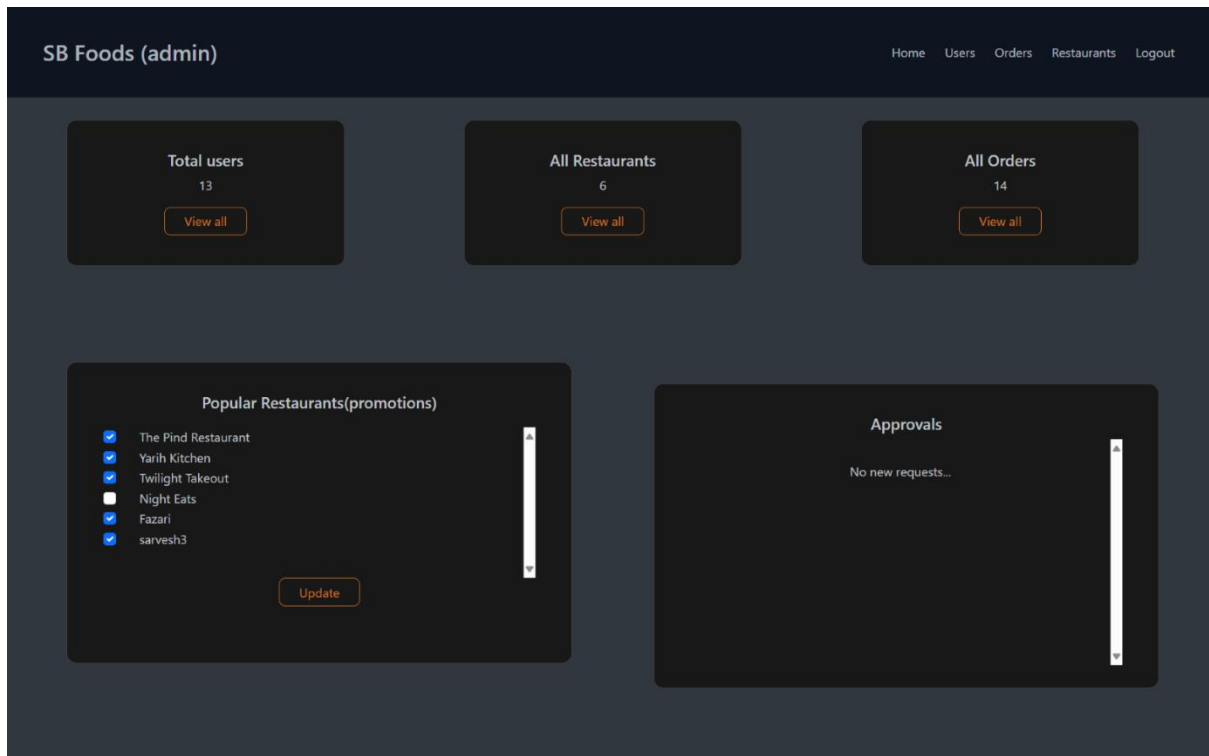 SB Foods (admin)
Home Users Orders Restaurants Logout
Total users
13
View all
All Restaurants
6
View all
All Orders
14
View all
Popular Restaurants(promotions)
The Pind Restaurant
Yarih Kitchen
Twilight Takeout
Night Eats
Fazari
sarvesh3
Update
Approvals
No new requests...